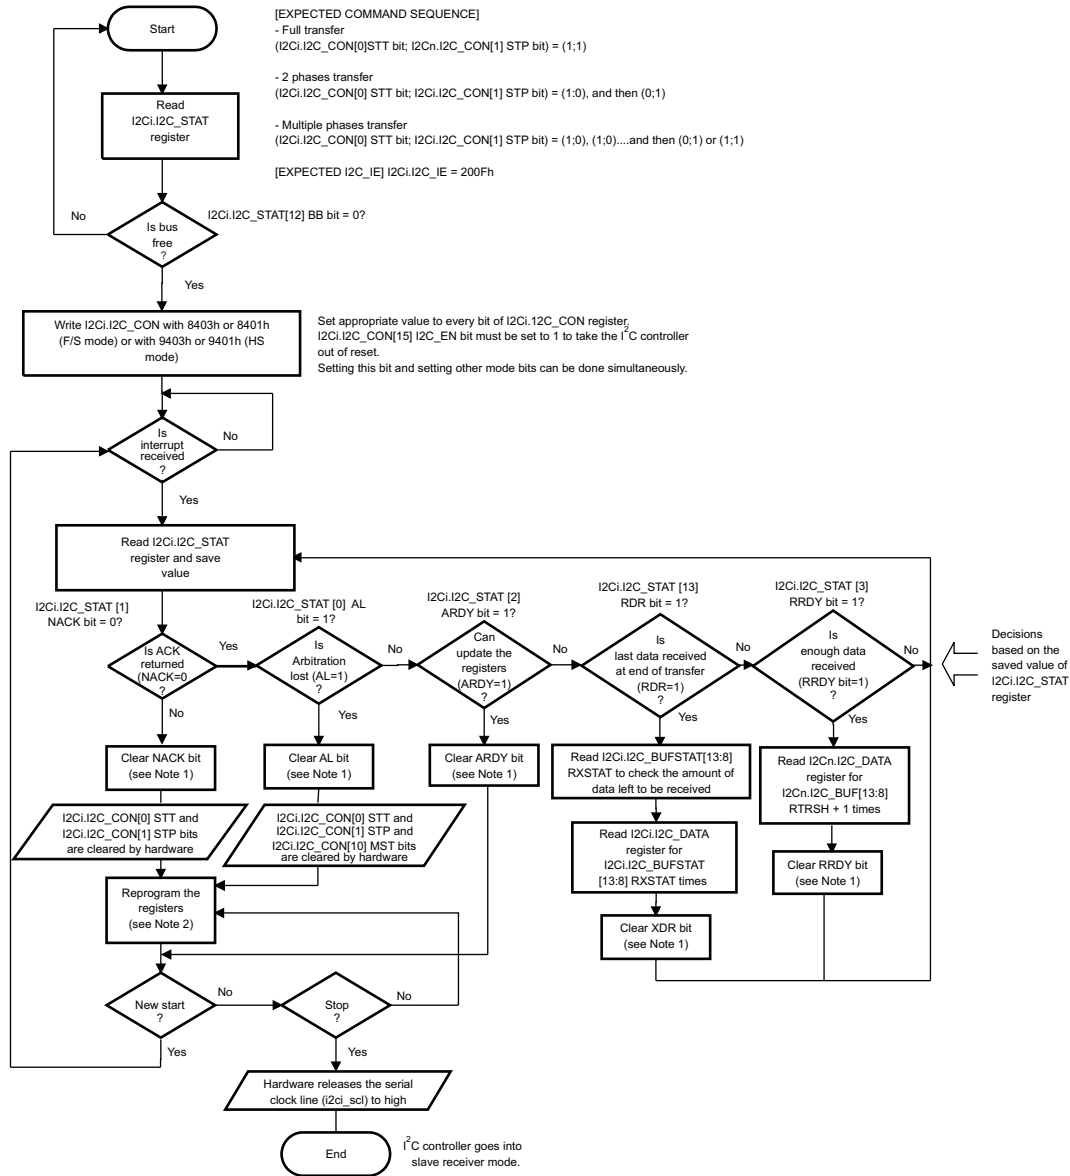 Start
[EXPECTED COMMAND SEQUENCE]
- Full transfer
(I2Ci.I2C_CON[0]STT bit; I2Cn.I2C_CON[1] STP bit) = (1;1)
- 2 phases transfer
(I2Ci.I2C_CON[0] STT bit; I2Ci.I2C_CON[1] STP bit) = (1:0), and then (0;1)
- Multiple phases transfer
(I2Ci.I2C_CON[0] STT bit; I2Ci.I2C_CON[1] STP bit) = (1;0), (1;0)....and then (0;1) or (1;1)
[EXPECTED I2C_IE] I2Ci.I2C_IE = 200Fh
Read
I2Ci.I2C_STAT
register
No
I2Ci.I2C_STAT[12] BB bit = 0?
Is bus
free
?
Yes
Write I2Ci.I2C_CON with 8403h or 8401h
(F/S mode) or with 9403h or 9401h (HS
mode)
Set appropriate value to every bit of I2Ci.12C_CON register.
I2Ci.I2C_CON[15] I2C_EN bit must be set to 1 to take the I2C controller
out of reset.
Setting this bit and setting other mode bits can be done simultaneously.
Is
interrupt
received
?
No
Yes
Read I2Ci.I2C_STAT
register and save
value
I2Ci.I2C_STAT [1]
NACK bit = 0?
I2Ci.I2C_STAT [0] AL
bit = 1?
I2Ci.I2C_STAT [2]
ARDY bit = 1?
I2Ci.I2C_STAT [13]
RDR bit = 1?
I2Ci.I2C_STAT [3]
RRDY bit = 1?
Is ACK
returned
(NACK=0
?
Yes
No
Is
Arbitration
lost (AL=1)
?
No
Yes
Can
update the
registers
(ARDY=1)
?
No
Yes
Is
last data received
at end of transfer
(RDR=1)
?
No
Yes
Is
enough data
received
(RRDY bit=1)
?
No
Yes
Decisions
based on the
saved value of
I2Ci.I2C_STAT
register
Clear NACK bit
(see Note 1)
Clear AL bit
(see Note 1)
Clear ARDY bit
(see Note 1)
Read I2Ci.I2C_BUFSTAT[13:8]
RXSTAT to check the amount of
data left to be received
Read I2Cn.I2C_DATA
register for
I2Cn.I2C_BUF[13:8]
RTRSH + 1 times
I2Ci.I2C_CON[0] STT and
I2Ci.I2C_CON[1] STP bits
are cleared by hardware
I2Ci.I2C_CON[0] STT and
I2Ci.I2C_CON[1] STP and
I2Ci.I2C_CON[10] MST bits
are cleared by hardware
Read I2Ci.I2C_DATA
register for
I2Ci.I2C_BUFSTAT
[13:8] RXSTAT times
Clear RRDY bit
(see Note 1)
Reprogram the
registers
(see Note 2)
Clear XDR bit
(see Note 1)
New start
?
No
Yes
Stop
?
No
Yes
Hardware releases the serial
clock line (i2ci_scl) to high
End
I2C controller goes into
slave receiver mode.